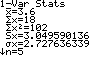 1-Var Stats
x̄=3.6
Σx=18
Σx²=102
Sx=3.049590136
σx=2.727636339
↓n=5